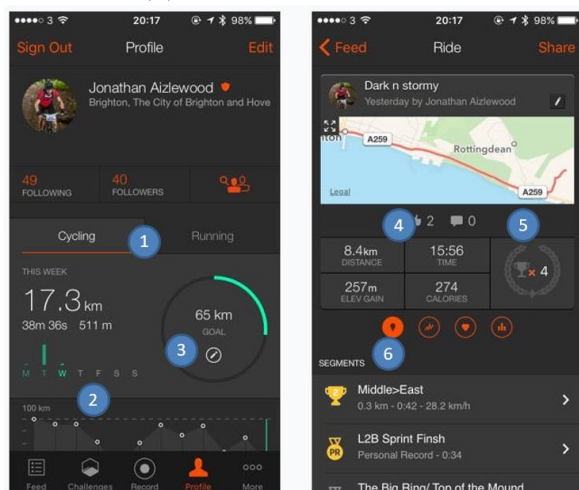 3 20:17 98%
Sign Out Profile Edit
Jonathan Aizlewood
Brighton, The City of Brighton and Hove
49 40
FOLLOWING FOLLOWERS
Cycling 1 Running
THIS WEEK
17.3 km
38m 36s 511 m
65 km
GOAL
3
M T W T F S S
2
100 km
Feed Challenges Record Profile More
3 20:17 98%
Feed Ride Share
Dark n stormy
Yesterday by Jonathan Aizlewood
A259
Rottingdean
A259
Legal
4 2 0 5
8.4km 15:56
DISTANCE TIME
x 4
257m 274
ELEV GAIN CALORIES
6
SEGMENTS
2
Middle>East
0.3 km - 0:42 - 28.2 km/h
PR
L2B Sprint Finsh
Personal Record - 0:34
The Big Ring/ Top of the Mound